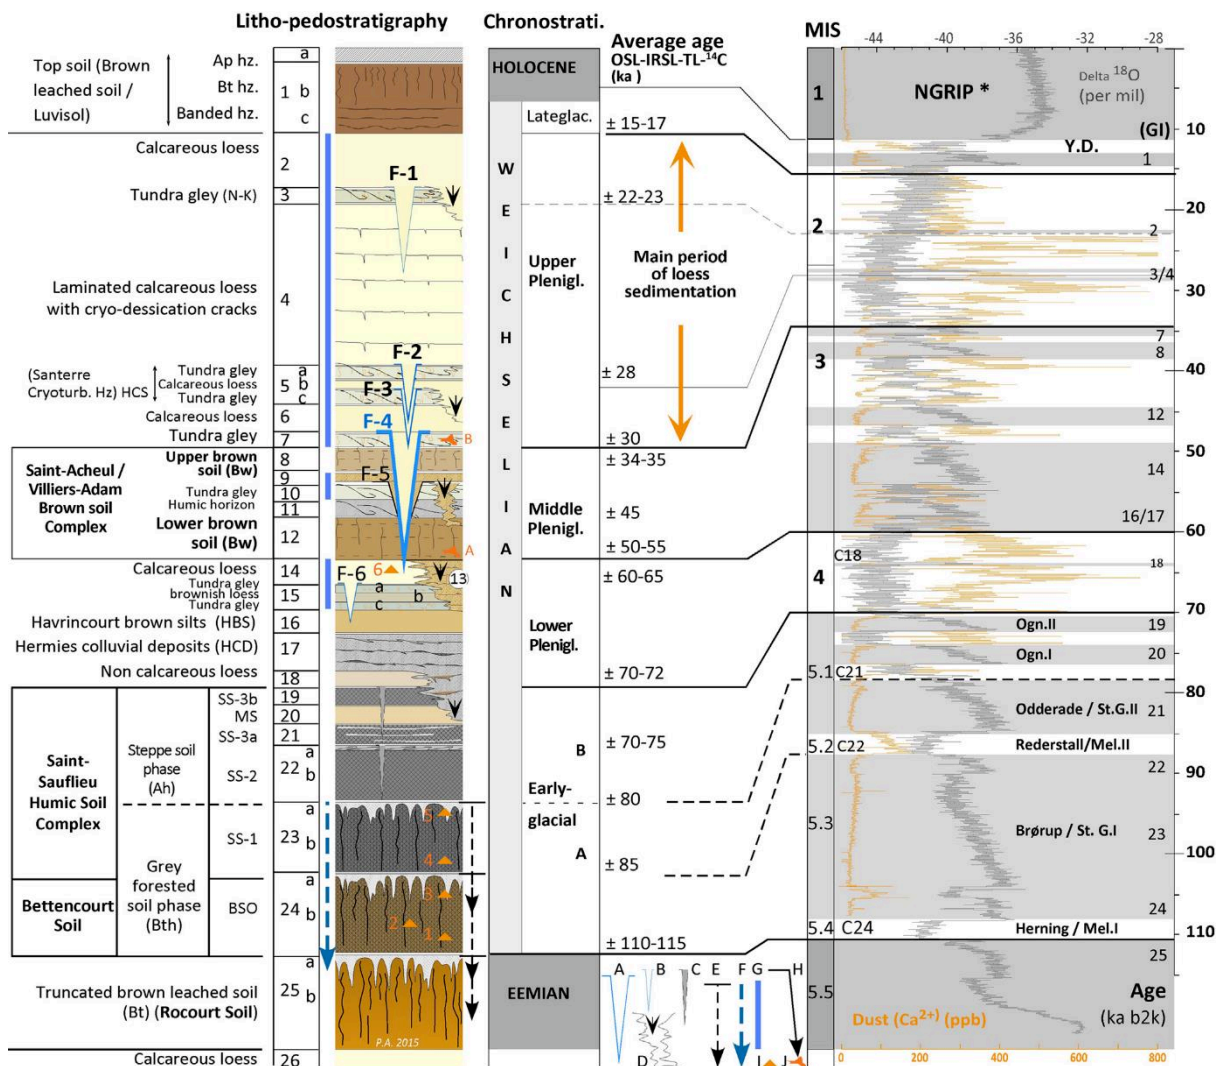 Litho-pedostratigraphy
Chronostrati.
Average age
OSL-IRSL-TL-¹⁴C
(ka )
MIS
-44
-40
-36
-32
-28
Top soil (Brown
leached soil /
Luvisol)
Ap hz.
Bt hz.
Banded hz.
1
a
b
c
Calcareous loess
2
Tundra gley (N-K)
3
Laminated calcareous loess
with cryo-dessication cracks
4
(Santerre
Cryoturb. Hz) HCS
Tundra gley
Calcareous loess
Tundra gley
5
a
b
c
Calcareous loess
6
Tundra gley
7
Saint-Acheul /
Villiers-Adam
Brown soil
Complex
Upper brown
soil (Bw)
8
9
Tundra gley
10
Humic horizon
11
Lower brown
soil (Bw)
12
Calcareous loess
14
Tundra gley
brownish loess
Tundra gley
15
Havrincourt brown silts (HBS)
16
Hermies colluvial deposits (HCD)
17
Non calcareous loess
18
Saint-
Sauflieu
Humic Soil
Complex
Steppe soil
phase
(Ah)
SS-3b
19
MS
20
SS-3a
21
SS-2
22
a
b
Grey
forested
soil phase
(Bth)
SS-1
23
a
b
Bettencourt
Soil
BSO
24
a
b
Truncated brown leached soil
(Bt) (Rocourt Soil)
25
a
b
Calcareous loess
26
F-1
F-2
F-3
F-4
B
F-5
A
F-6
6
13
a
b
c
5
4
3
2
1
P.A. 2015
HOLOCENE
WEICHSELIAN
Lateglac.
Upper
Plenigl.
Middle
Plenigl.
Lower
Plenigl.
B
Early-
glacial
A
EEMIAN
± 15-17
± 22-23
± 28
± 30
± 34-35
± 45
± 50-55
± 60-65
± 70-72
± 70-75
± 80
± 85
± 110-115
Main period
of loess
sedimentation
A
B
C
E
F
G
H
D
I
J
1
2
3
4
5.1
5.2
5.3
5.4
5.5
C18
C21
C22
C24
NGRIP *
Delta ¹⁸O
(per mil)
(GI)
Y.D.
1
2
3/4
7
8
12
14
16/17
18
Ogn.II
19
Ogn.I
20
Odderade / St.G.II
21
Rederstall/Mel.II
22
Brørup / St. G.I
23
24
Herning / Mel.I
25
Age
(ka b2k)
Dust (Ca²⁺) (ppb)
0
200
400
600
800
10
20
30
40
50
60
70
80
90
100
110